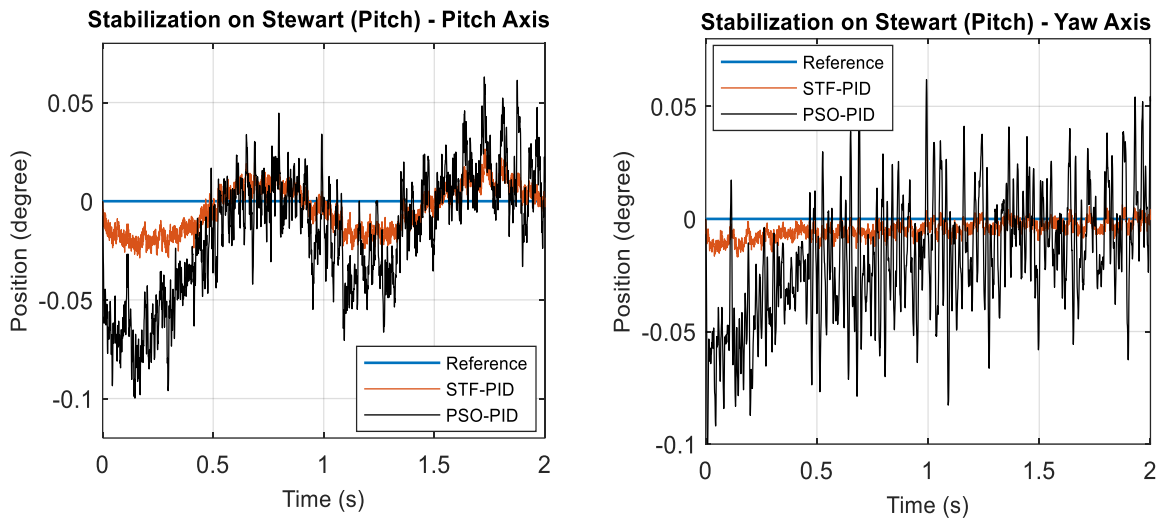 Stabilization on Stewart (Pitch) - Pitch Axis
0.05
0
-0.05
-0.1
Position (degree)
Reference
STF-PID
PSO-PID
0
0.5
1
1.5
2
Time (s)
Stabilization on Stewart (Pitch) - Yaw Axis
Reference
STF-PID
PSO-PID
0.05
0
-0.05
-0.1
Position (degree)
0
0.5
1
1.5
2
Time (s)